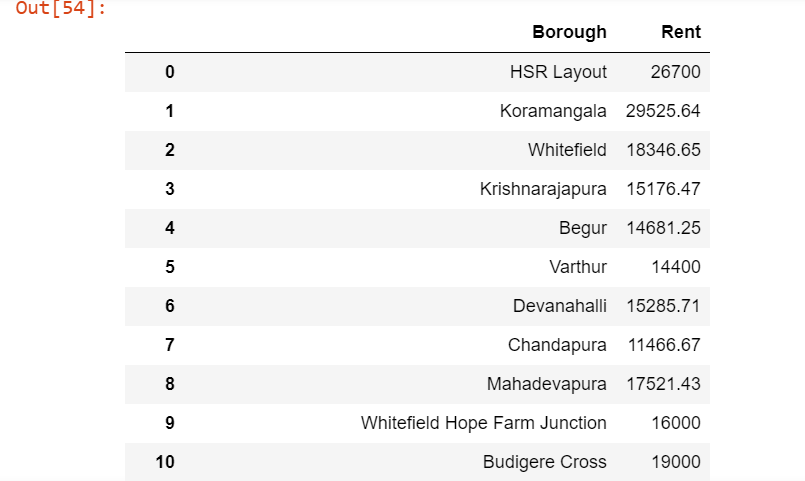 Out[54]:
Borough Rent
0 HSR Layout 26700
1 Koramangala 29525.64
2 Whitefield 18346.65
3 Krishnarajapura 15176.47
4 Begur 14681.25
5 Varthur 14400
6 Devanahalli 15285.71
7 Chandapura 11466.67
8 Mahadevapura 17521.43
9 Whitefield Hope Farm Junction 16000
10 Budigere Cross 19000